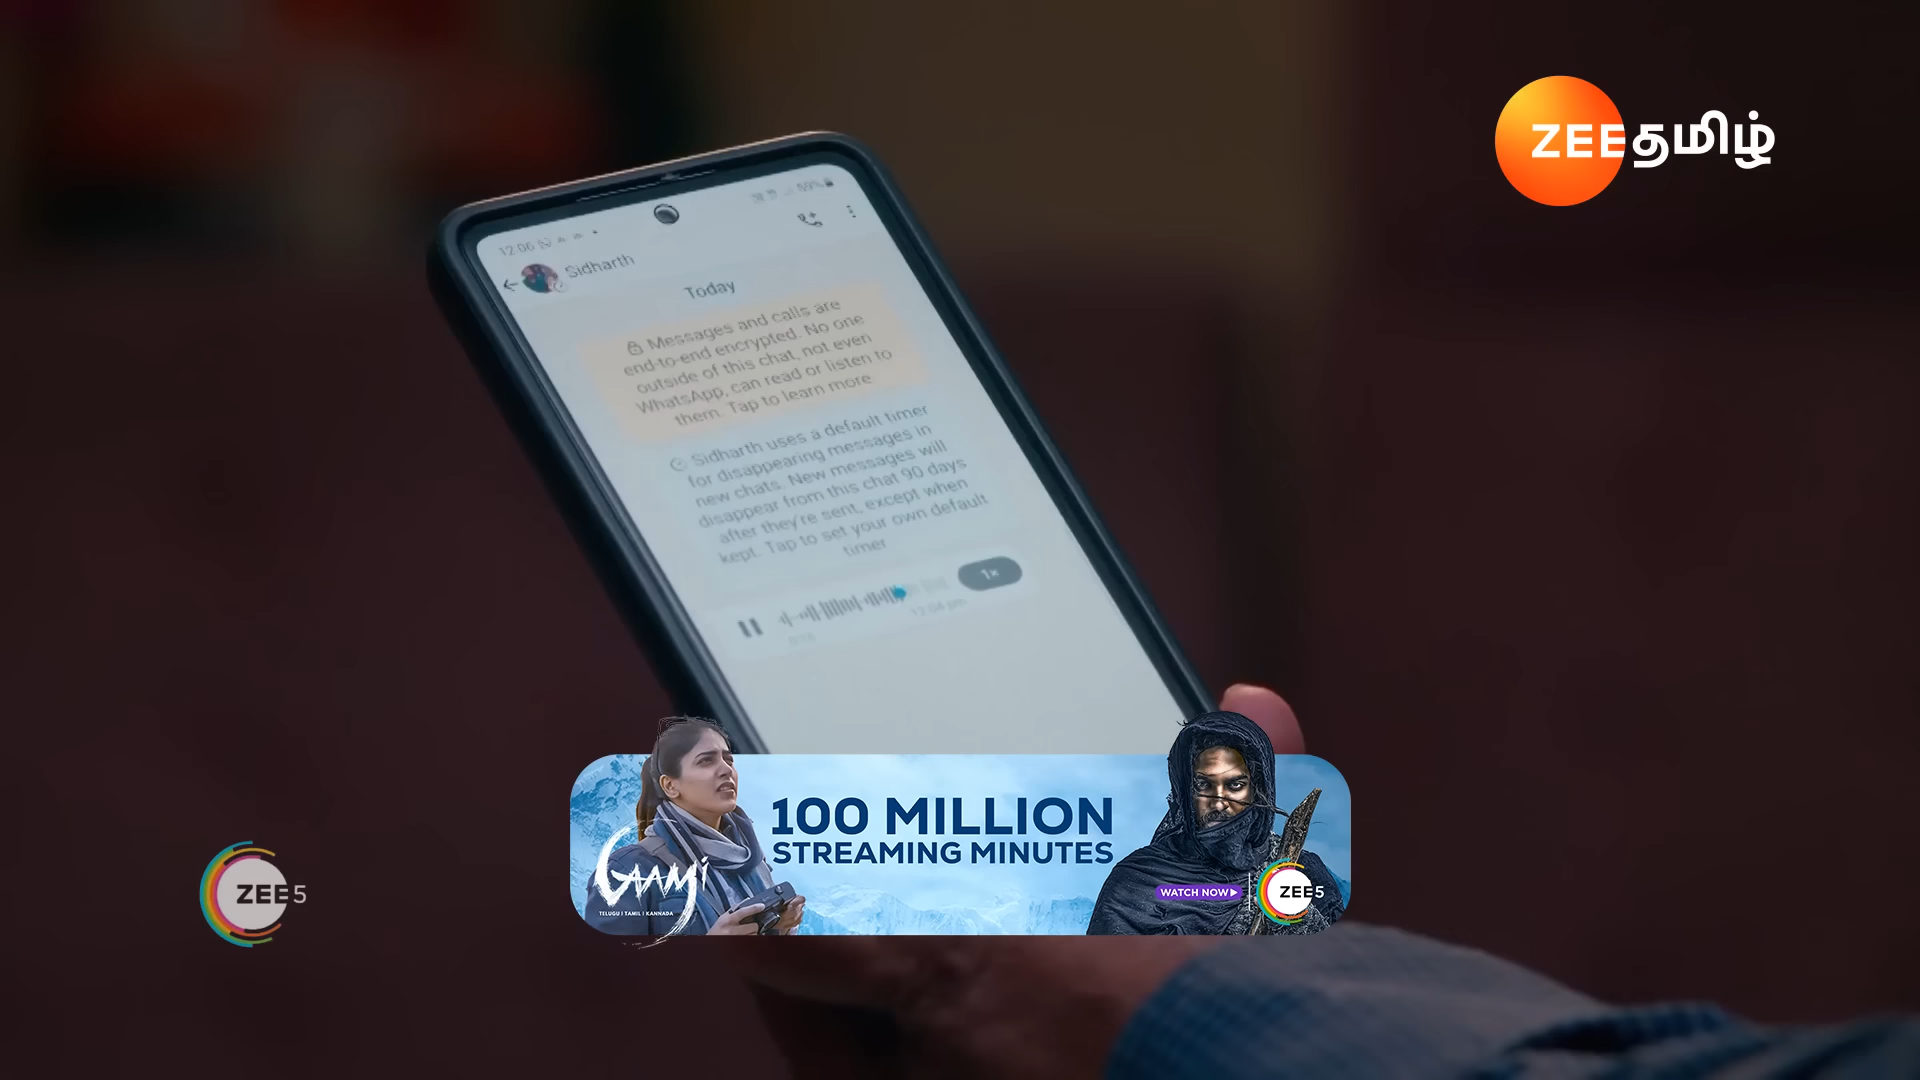 ZEEதமிழ்
59%
12:06
Sidharth
Today
Messages and calls are
end-to-end encrypted. No one
outside of this chat, not even
WhatsApp, can read or listen to
them. Tap to learn more
Sidharth uses a default timer
for disappearing messages in
new chats. New messages will
disappear from this chat 90 days
after they're sent, except when
kept. Tap to set your own default
timer
1×
12:04 pm
100 MILLION
STREAMING MINUTES
GAAMI
TELUGU | TAMIL | KANNADA
WATCH NOW
ZEE5
ZEE5